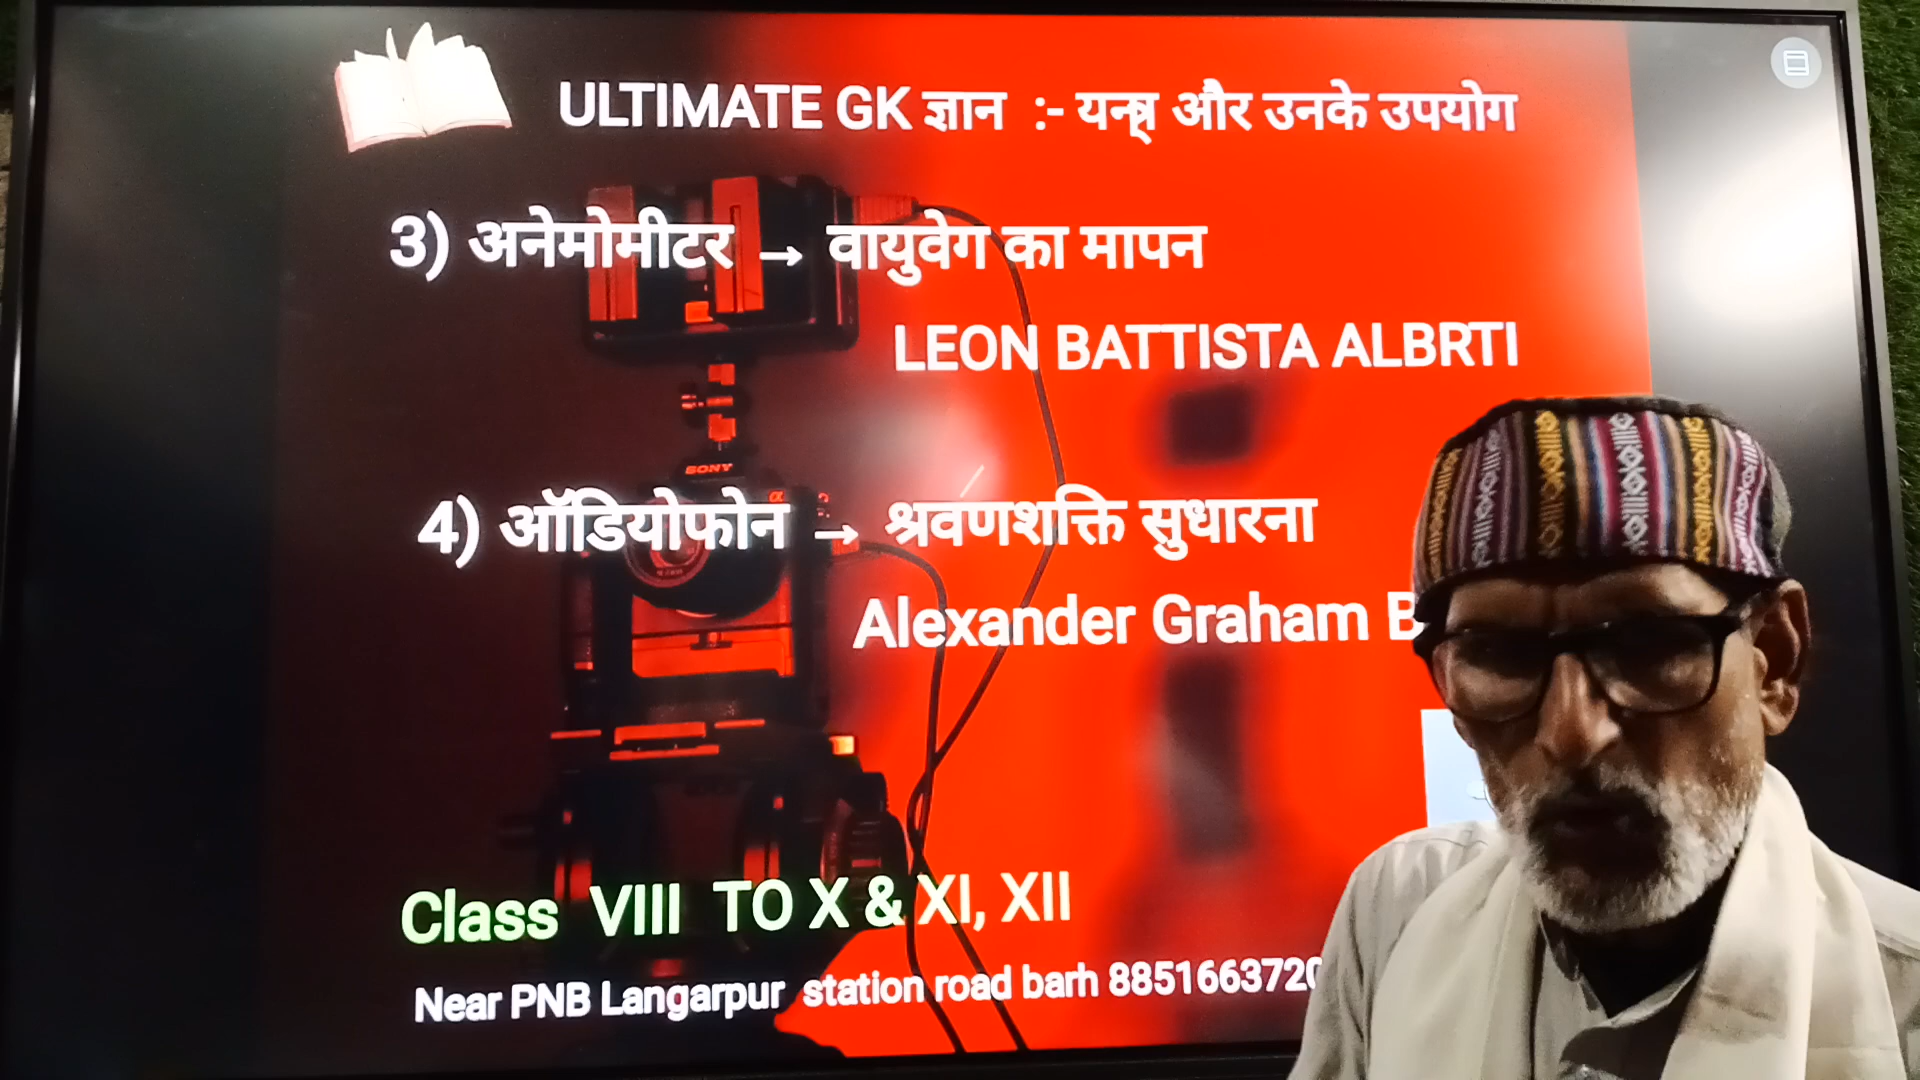 ULTIMATE GK ज्ञान :- यन्त्र और उनके उपयोग
3) अनेमोमीटर → वायुवेग का मापन
LEON BATTISTA ALBRTI
SONY
4) ऑडियोफोन → श्रवणशक्ति सुधारना
Alexander Graham B
Class VIII TO X & XI, XII
Near PNB Langarpur station road barh 8851663720